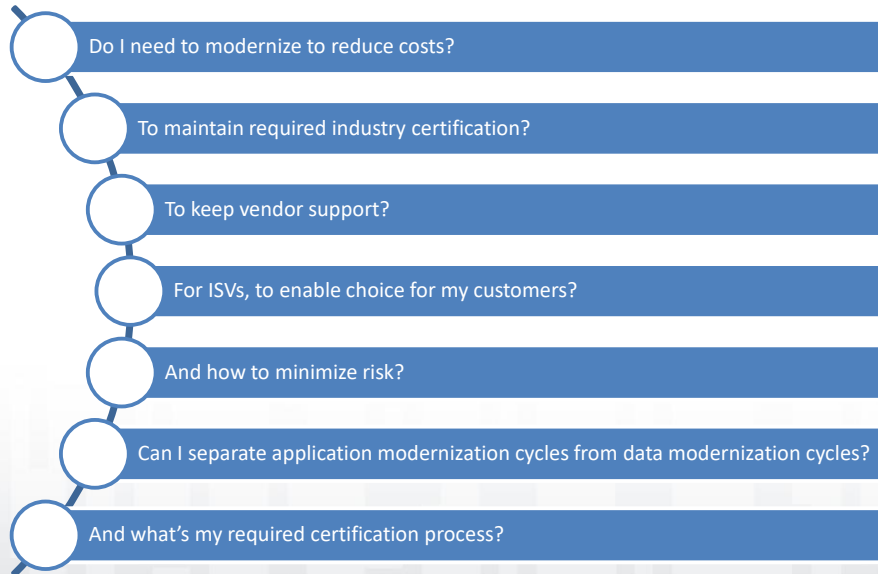 Do I need to modernize to reduce costs?
To maintain required industry certification?
To keep vendor support?
For ISVs, to enable choice for my customers?
And how to minimize risk?
Can I separate application modernization cycles from data modernization cycles?
And what’s my required certification process?